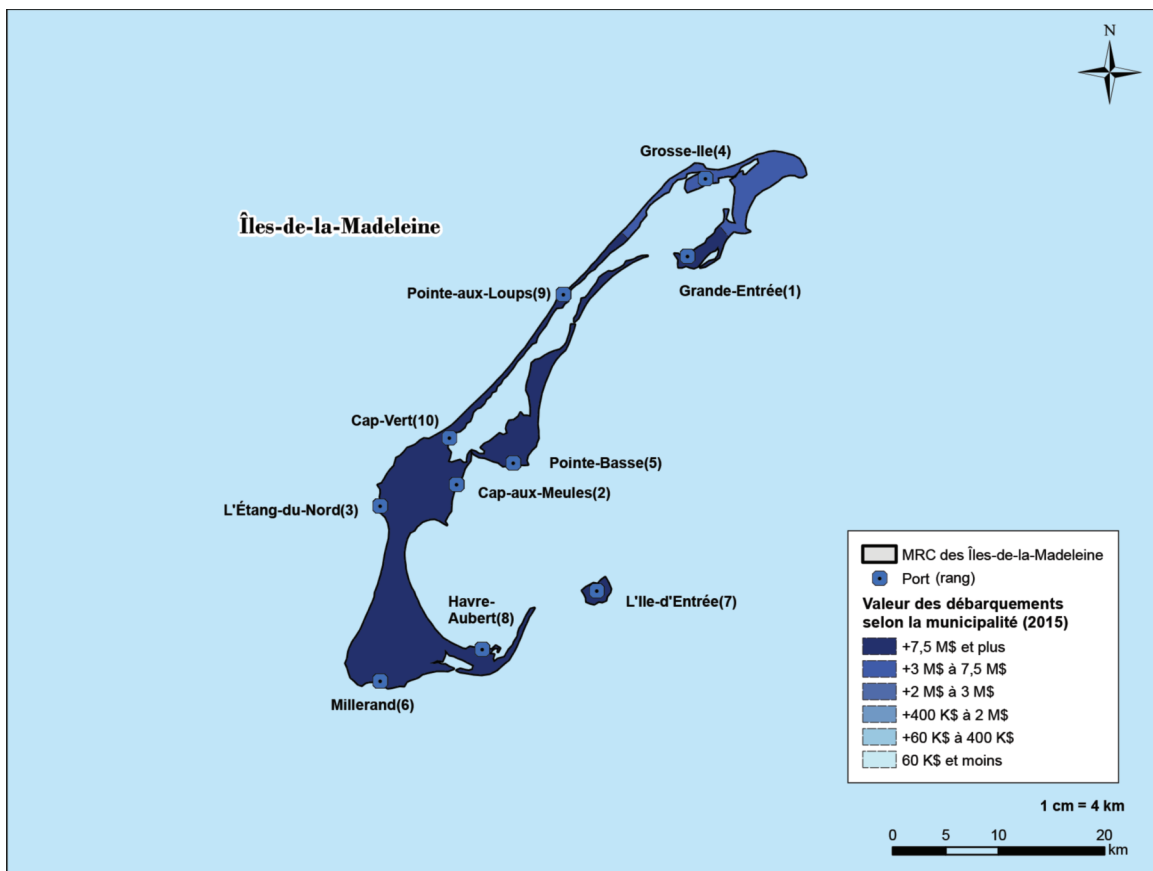 N
Grosse-Ile(4)
Îles-de-la-Madeleine
Grande-Entrée(1)
Pointe-aux-Loups(9)
Cap-Vert(10)
Pointe-Basse(5)
Cap-aux-Meules(2)
L'Étang-du-Nord(3)
L'Ile-d'Entrée(7)
Havre-
Aubert(8)
Millerand(6)
MRC des Îles-de-la-Madeleine
Port (rang)
Valeur des débarquements
selon la municipalité (2015)
+7,5 M$ et plus
+3 M$ à 7,5 M$
+2 M$ à 3 M$
+400 K$ à 2 M$
+60 K$ à 400 K$
60 K$ et moins
1 cm = 4 km
0 5 10 20
km